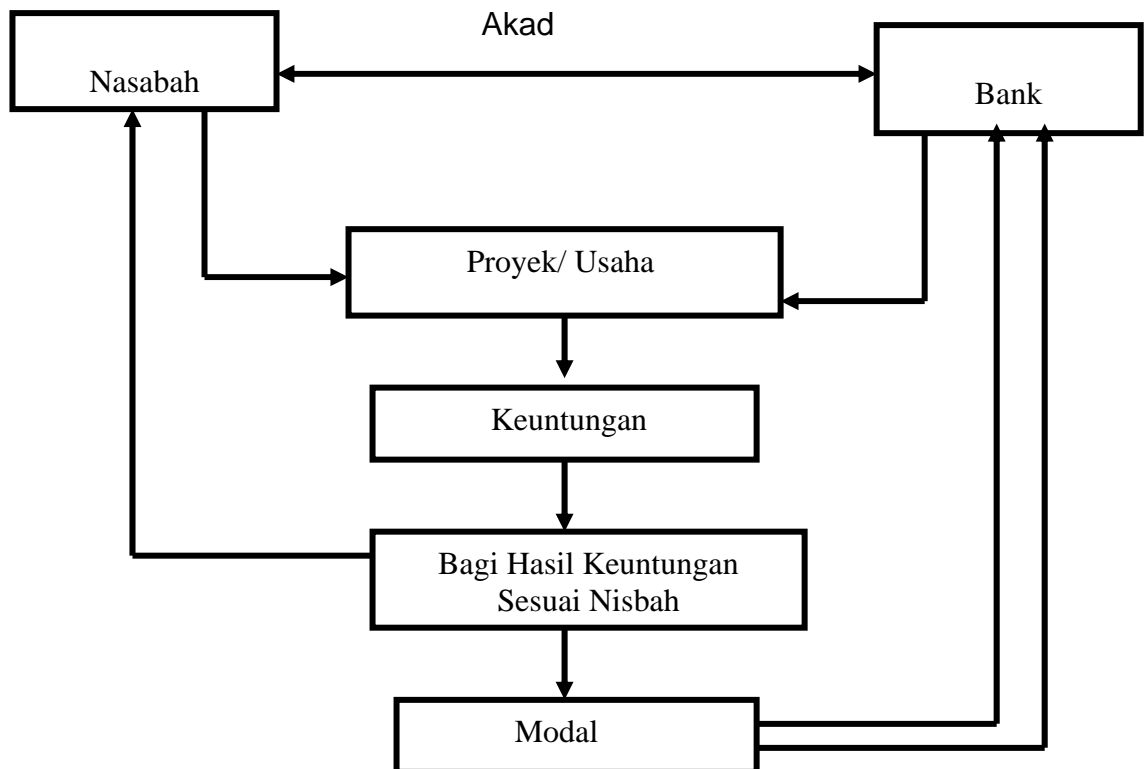 Akad
Nasabah
Bank
Proyek/ Usaha
Keuntungan
Bagi Hasil Keuntungan
Sesuai Nisbah
Modal